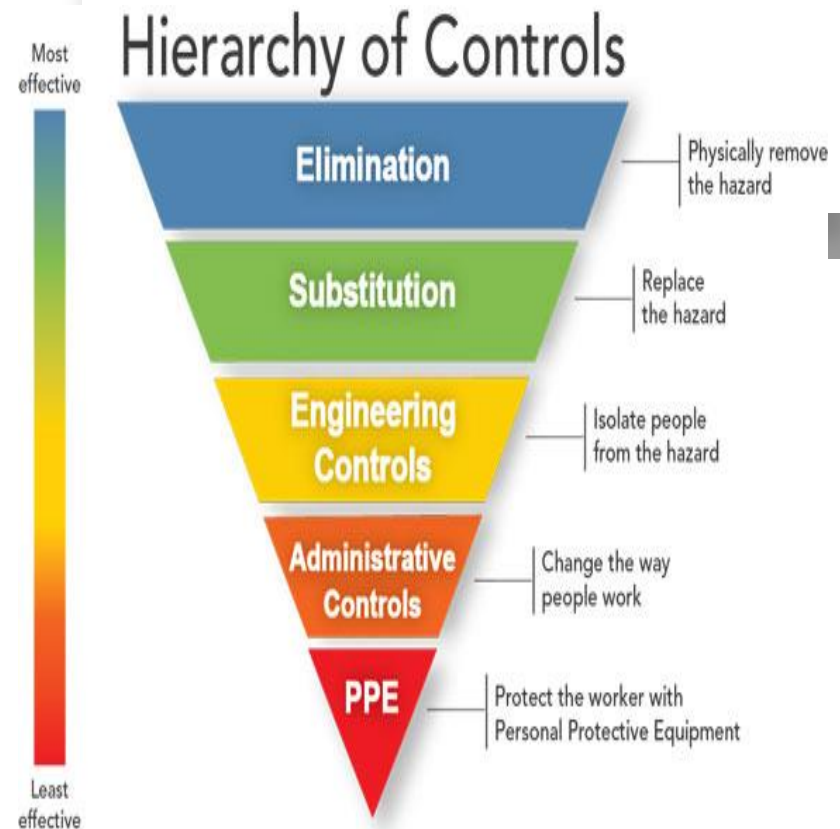 Hierarchy of Controls
Most
effective
Elimination
Physically remove
the hazard
Substitution
Replace
the hazard
Engineering
Controls
Isolate people
from the hazard
Administrative
Controls
Change the way
people work
PPE
Protect the worker with
Personal Protective Equipment
Least
effective